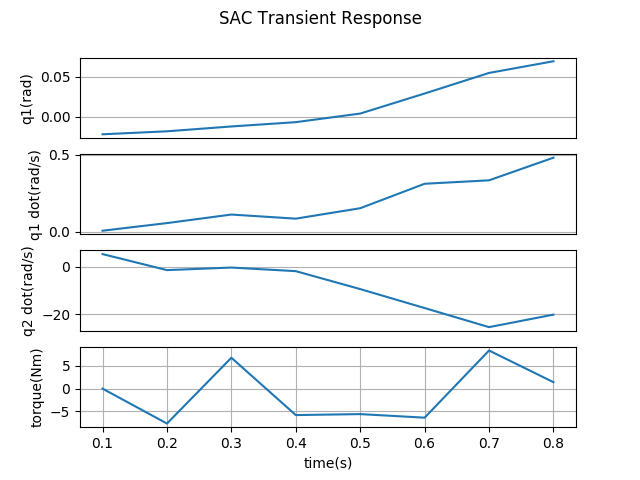 SAC Transient Response
0.05
0.00
q1(rad)
0.5
0.0
q1 dot(rad/s)
0
−20
q2 dot(rad/s)
5
0
−5
torque(Nm)
0.1 0.2 0.3 0.4 0.5 0.6 0.7 0.8
time(s)